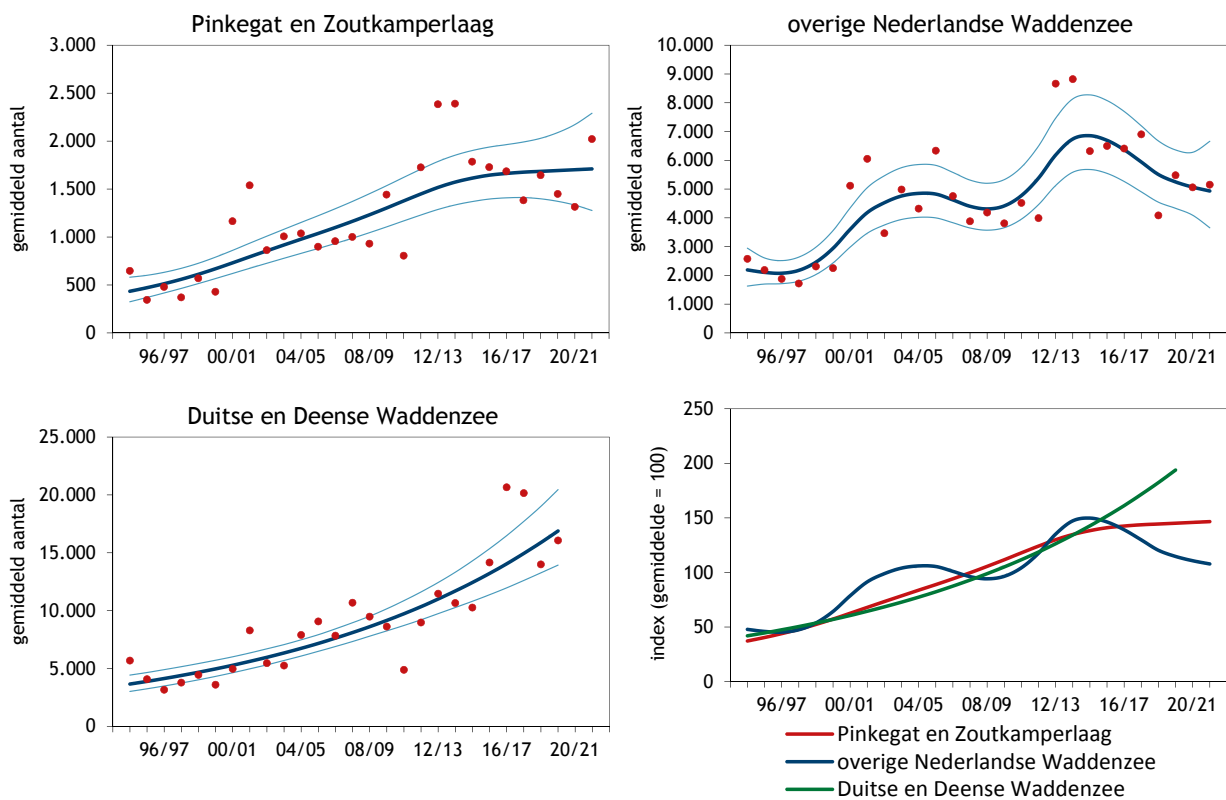 Pinkegat en Zoutkamperlaag
gemiddeld aantal
3.000
2.500
2.000
1.500
1.000
500
0
96/97 00/01 04/05 08/09 12/13 16/17 20/21
overige Nederlandse Waddenzee
gemiddeld aantal
10.000
9.000
8.000
7.000
6.000
5.000
4.000
3.000
2.000
1.000
0
96/97 00/01 04/05 08/09 12/13 16/17 20/21
Duitse en Deense Waddenzee
gemiddeld aantal
25.000
20.000
15.000
10.000
5.000
0
96/97 00/01 04/05 08/09 12/13 16/17 20/21
index (gemiddelde = 100)
250
200
150
100
50
0
96/97 00/01 04/05 08/09 12/13 16/17 20/21
Pinkegat en Zoutkamperlaag
overige Nederlandse Waddenzee
Duitse en Deense Waddenzee